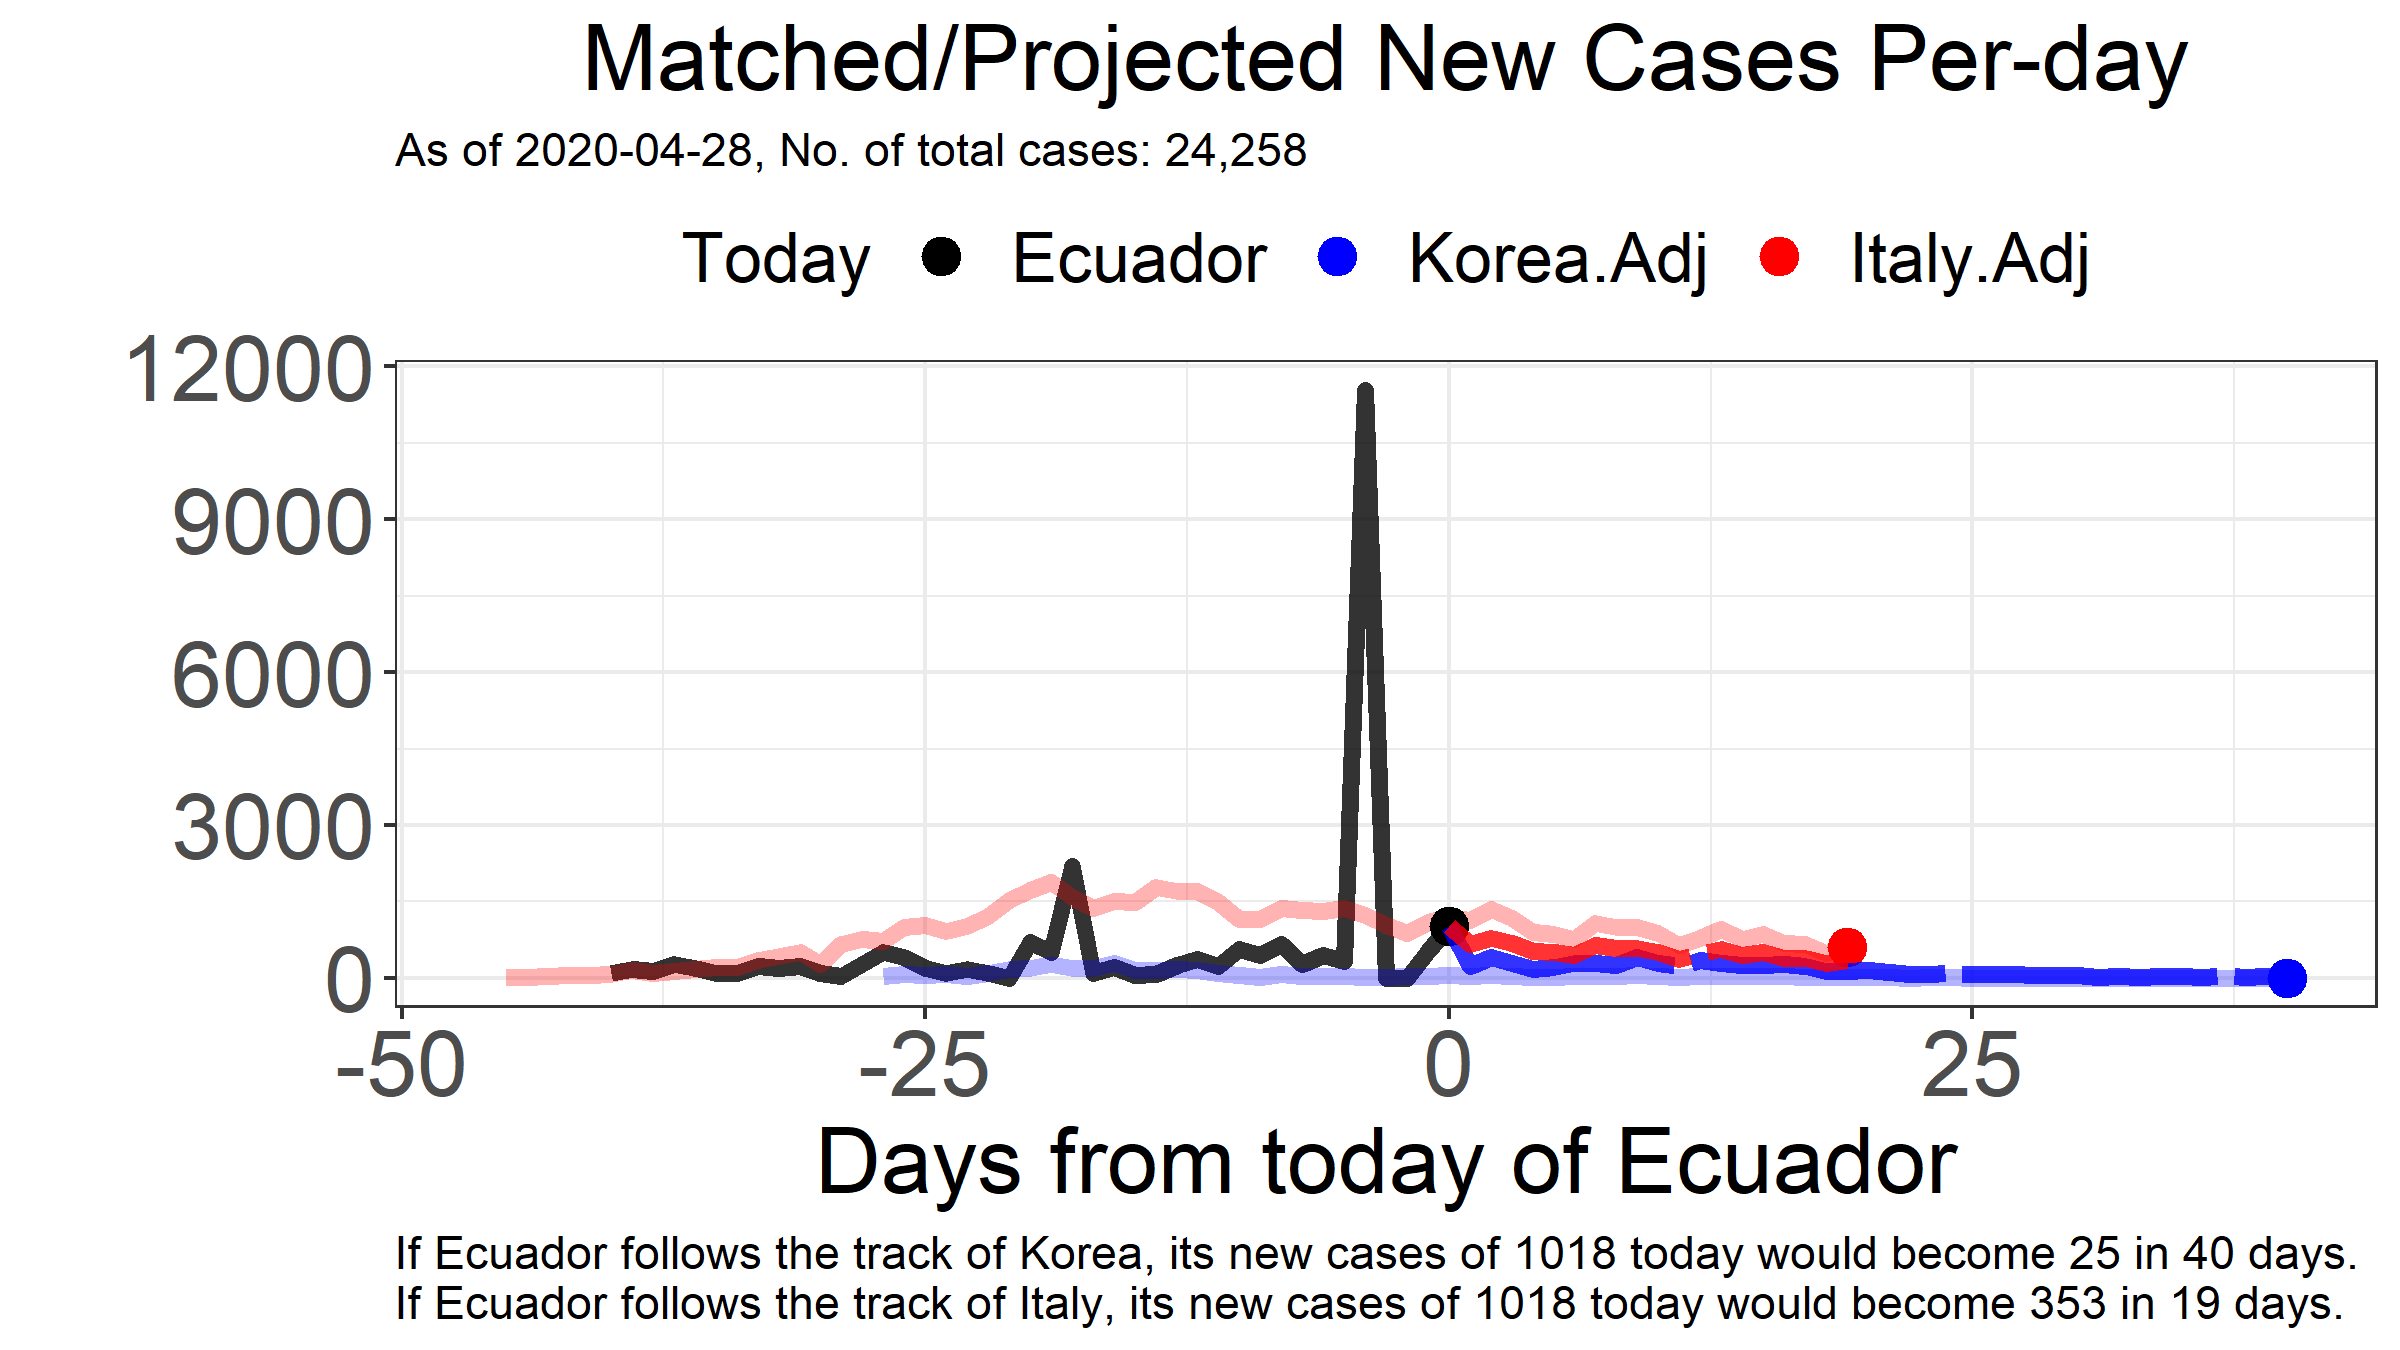 Matched/Projected New Cases Per-day
As of 2020-04-28, No. of total cases: 24,258
Today Ecuador Korea.Adj Italy.Adj
12000
9000
6000
3000
0
-50 -25 0 25
Days from today of Ecuador
If Ecuador follows the track of Korea, its new cases of 1018 today would become 25 in 40 days.
If Ecuador follows the track of Italy, its new cases of 1018 today would become 353 in 19 days.